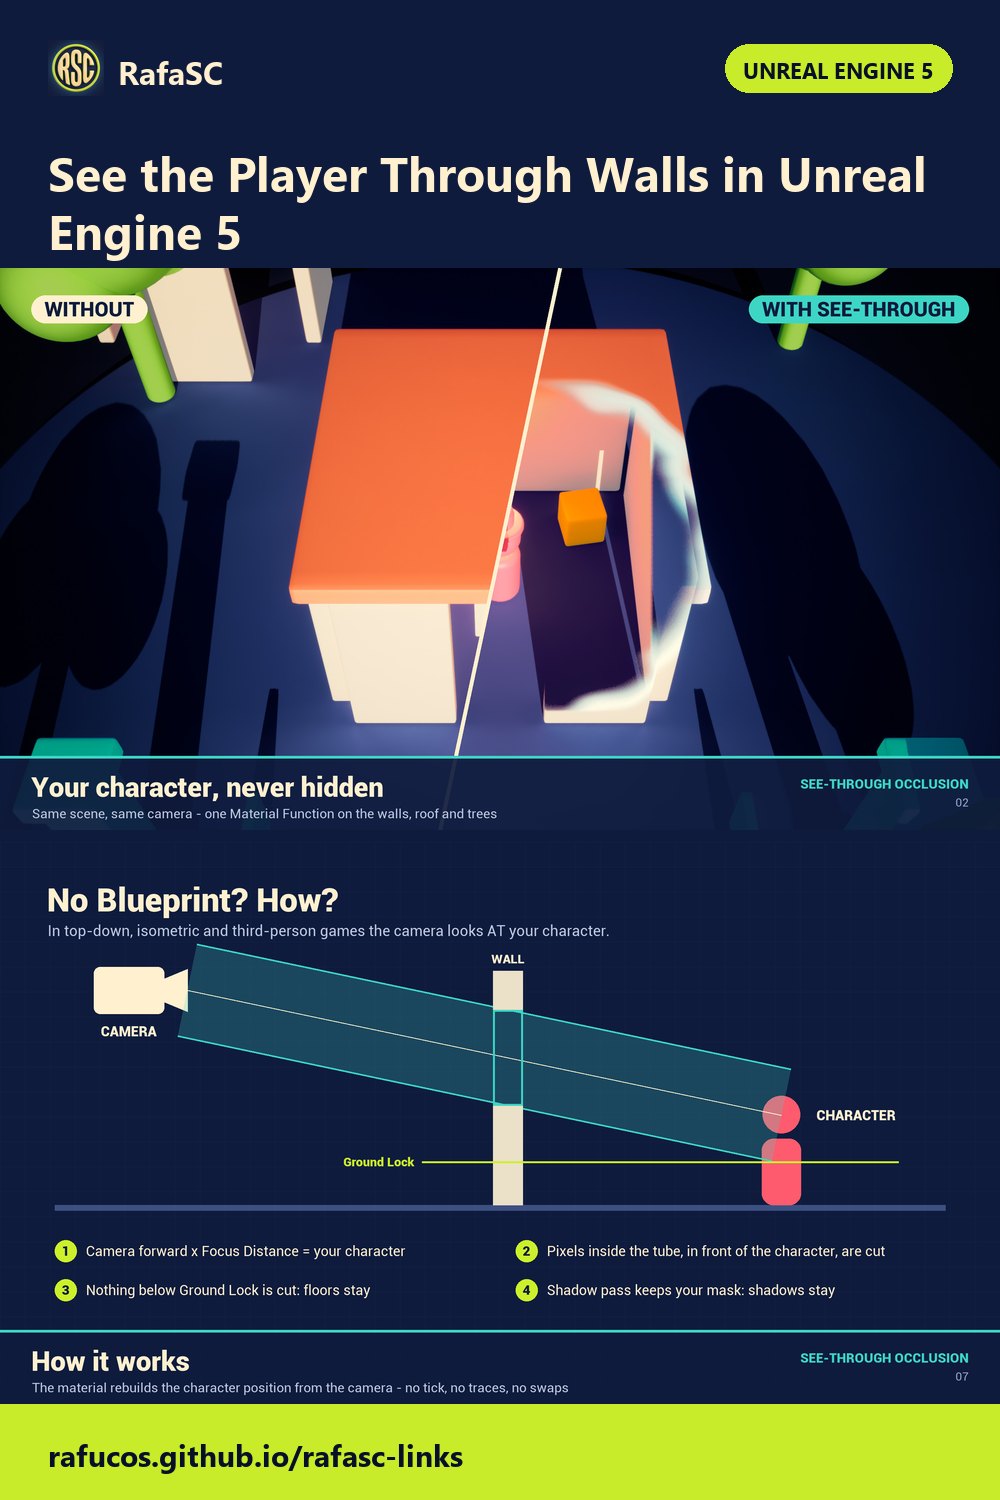 RSC
RafaSC
UNREAL ENGINE 5
See the Player Through Walls in Unreal
Engine 5
WITHOUT
WITH SEE-THROUGH
Your character, never hidden
Same scene, same camera - one Material Function on the walls, roof and trees
SEE-THROUGH OCCLUSION
02
No Blueprint? How?
In top-down, isometric and third-person games the camera looks AT your character.
WALL
CAMERA
CHARACTER
Ground Lock
1 Camera forward x Focus Distance = your character
2 Pixels inside the tube, in front of the character, are cut
3 Nothing below Ground Lock is cut: floors stay
4 Shadow pass keeps your mask: shadows stay
How it works
The material rebuilds the character position from the camera - no tick, no traces, no swaps
SEE-THROUGH OCCLUSION
07
rafucos.github.io/rafasc-links